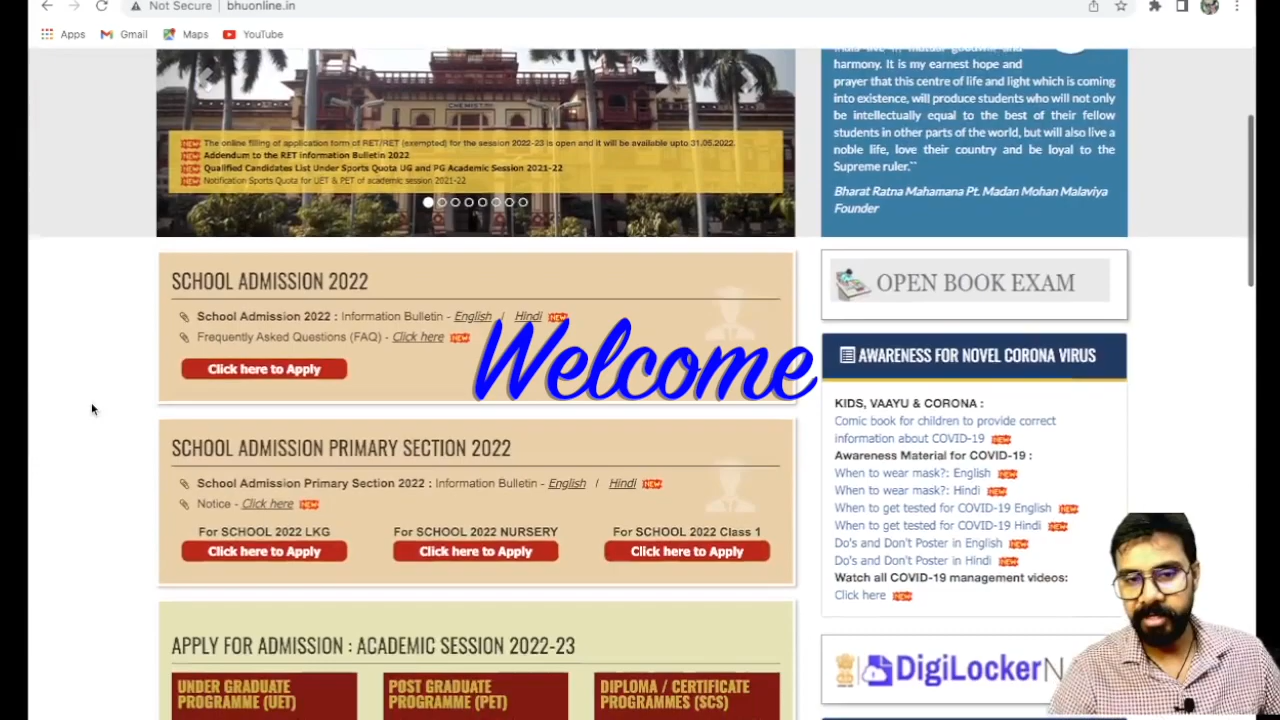 Not Secure | bhuonline.in
Apps Gmail Maps YouTube
CHEMISTRY
NEW The online filling of application form of RET/RET (exempted) for the session 2022-23 is open and it will be available upto 31.05.2022.
NEW Addendum to the RET Information Bulletin 2022
NEW Qualified Candidates List Under Sports Quota UG and PG Academic Session 2021-22
NEW Notification Sports Quota for UET & PET of academic session 2021-22
harmony. It is my earnest hope and
prayer that this centre of life and light which is coming
into existence, will produce students who will not only
be intellectually equal to the best of their fellow
students in other parts of the world, but will also live a
noble life, love their country and be loyal to the
Supreme ruler.``
Bharat Ratna Mahamana Pt. Madan Mohan Malaviya
Founder
SCHOOL ADMISSION 2022
School Admission 2022 : Information Bulletin - English / Hindi NEW
Frequently Asked Questions (FAQ) - Click here NEW
Click here to Apply
Welcome
SCHOOL ADMISSION PRIMARY SECTION 2022
School Admission Primary Section 2022 : Information Bulletin - English / Hindi NEW
Notice - Click here NEW
For SCHOOL 2022 LKG For SCHOOL 2022 NURSERY For SCHOOL 2022 Class 1
Click here to Apply Click here to Apply Click here to Apply
APPLY FOR ADMISSION : ACADEMIC SESSION 2022-23
UNDER GRADUATE
PROGRAMME (UET)
POST GRADUATE
PROGRAMME (PET)
DIPLOMA / CERTIFICATE
PROGRAMMES (SCS)
OPEN BOOK EXAM
AWARENESS FOR NOVEL CORONA VIRUS
KIDS, VAAYU & CORONA :
Comic book for children to provide correct
information about COVID-19 NEW
Awareness Material for COVID-19 :
When to wear mask?: English NEW
When to wear mask?: Hindi NEW
When to get tested for COVID-19 English NEW
When to get tested for COVID-19 Hindi NEW
Do's and Don't Poster in English NEW
Do's and Don't Poster in Hindi NEW
Watch all COVID-19 management videos:
Click here NEW
DigiLocker